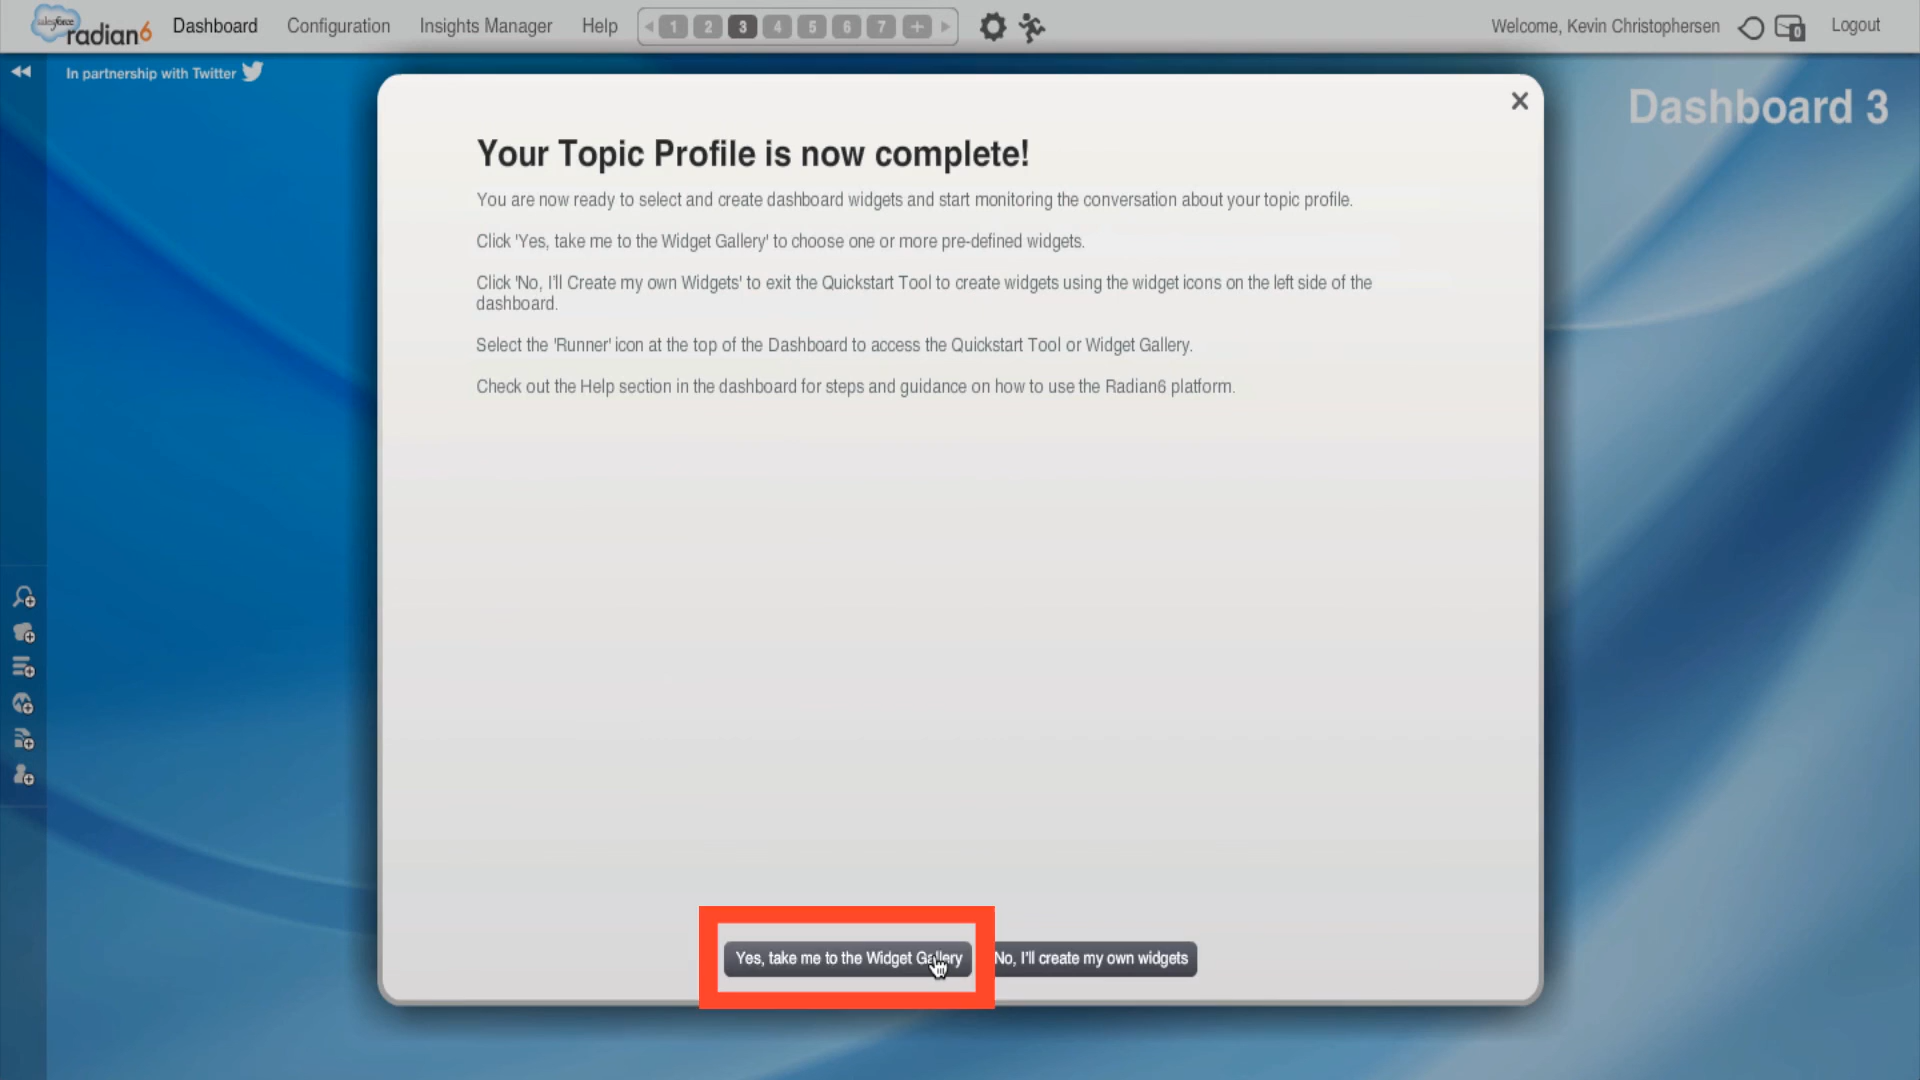 salesforce
radian6 Dashboard Configuration Insights Manager Help 1 2 3 4 5 6 7 + Welcome, Kevin Christophersen 0 Logout
In partnership with Twitter
Dashboard 3
Your Topic Profile is now complete!
You are now ready to select and create dashboard widgets and start monitoring the conversation about your topic profile.
Click 'Yes, take me to the Widget Gallery' to choose one or more pre-defined widgets.
Click 'No, I'll Create my own Widgets' to exit the Quickstart Tool to create widgets using the widget icons on the left side of the
dashboard.
Select the 'Runner' icon at the top of the Dashboard to access the Quickstart Tool or Widget Gallery.
Check out the Help section in the dashboard for steps and guidance on how to use the Radian6 platform.
Yes, take me to the Widget Gallery No, I'll create my own widgets